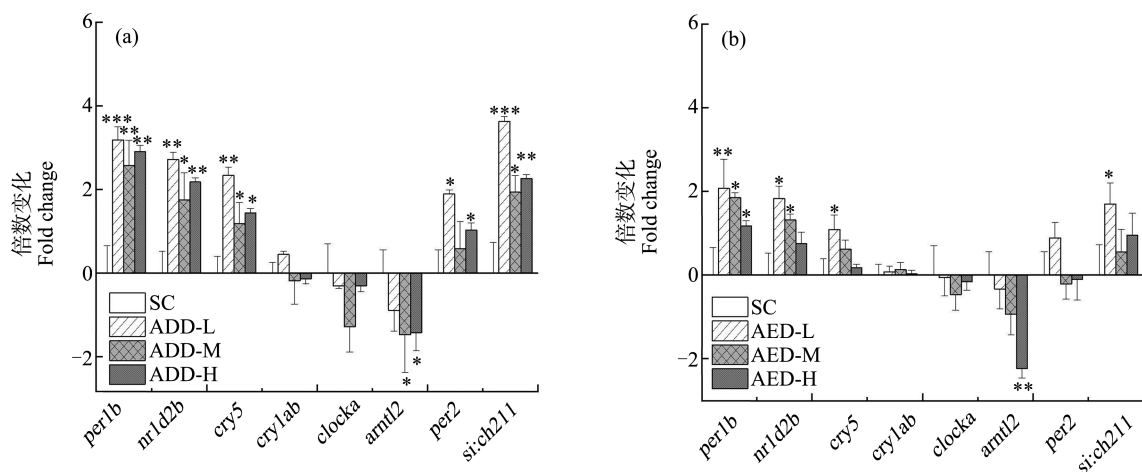 (a)
6
4
2
0
−2
倍数变化
Fold change
***
**
**
**
*
**
**
*
*
*
*
*
*
***
*
**
SC
ADD-L
ADD-M
ADD-H
per1b
nr1d2b
cry5
cry1ab
clocka
arntl2
per2
si:ch211
(b)
6
4
2
0
−2
倍数变化
Fold change
**
*
*
*
*
*
**
*
SC
AED-L
AED-M
AED-H
per1b
nr1d2b
cry5
cry1ab
clocka
arntl2
per2
si:ch211